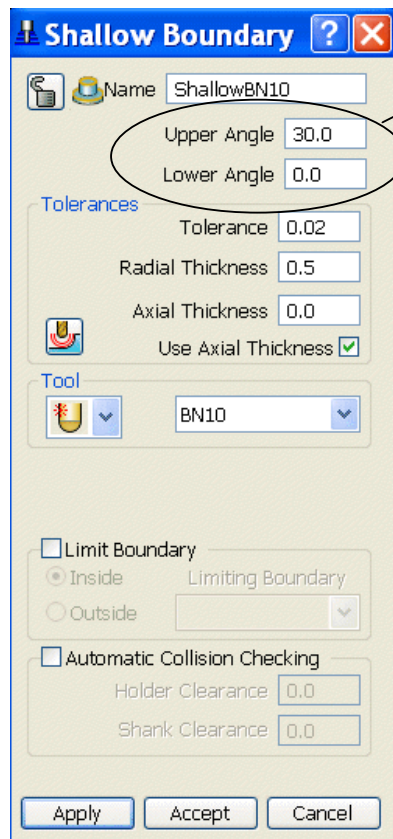 Shallow Boundary ?
Name ShallowBN10
Upper Angle 30.0
Lower Angle 0.0
Tolerances
Tolerance 0.02
Radial Thickness 0.5
Axial Thickness 0.0
Use Axial Thickness
Tool
BN10
Limit Boundary
Inside Limiting Boundary
Outside
Automatic Collision Checking
Holder Clearance 0.0
Shank Clearance 0.0
Apply Accept Cancel